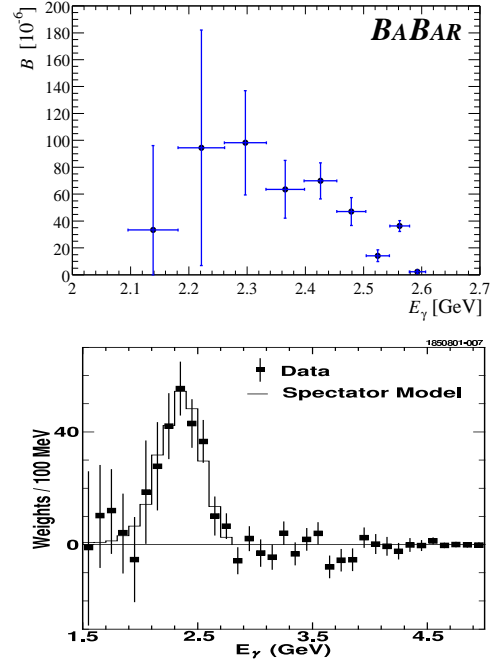 BABAR
B [10⁻⁶]
200
180
160
140
120
100
80
60
40
20
0
2 2.1 2.2 2.3 2.4 2.5 2.6 2.7
Eγ [GeV]
1850801-007
Data
Spectator Model
Weights / 100 MeV
40
0
1.5 2.5 3.5 4.5
Eγ (GeV)